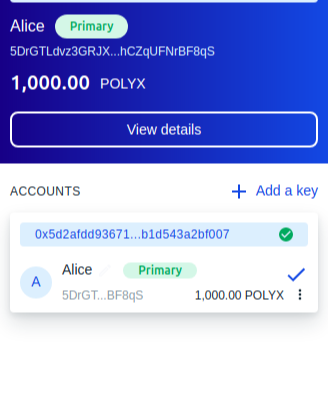 Alice Primary
5DrGTLdvz3GRJX...hCZqUFNrBF8qS
1,000.00 POLYX
View details
ACCOUNTS + Add a key
0x5d2afdd93671...b1d543a2bf007
A Alice Primary
5DrGT...BF8qS 1,000.00 POLYX